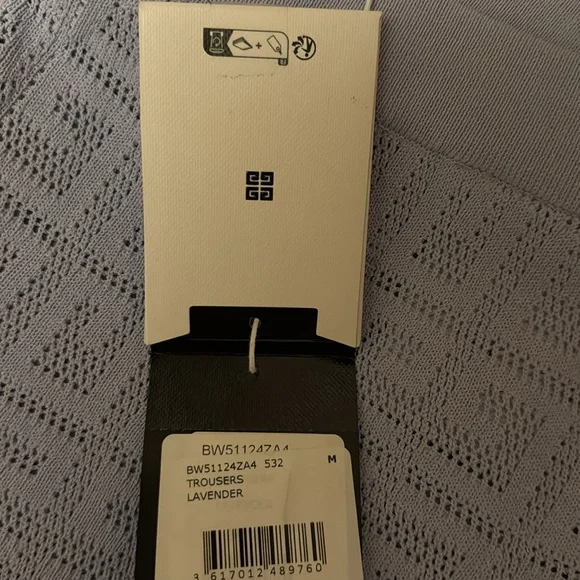 BW51124ZA4
BW51124ZA4 532 M
TROUSERS
LAVENDER
3 617012 489760